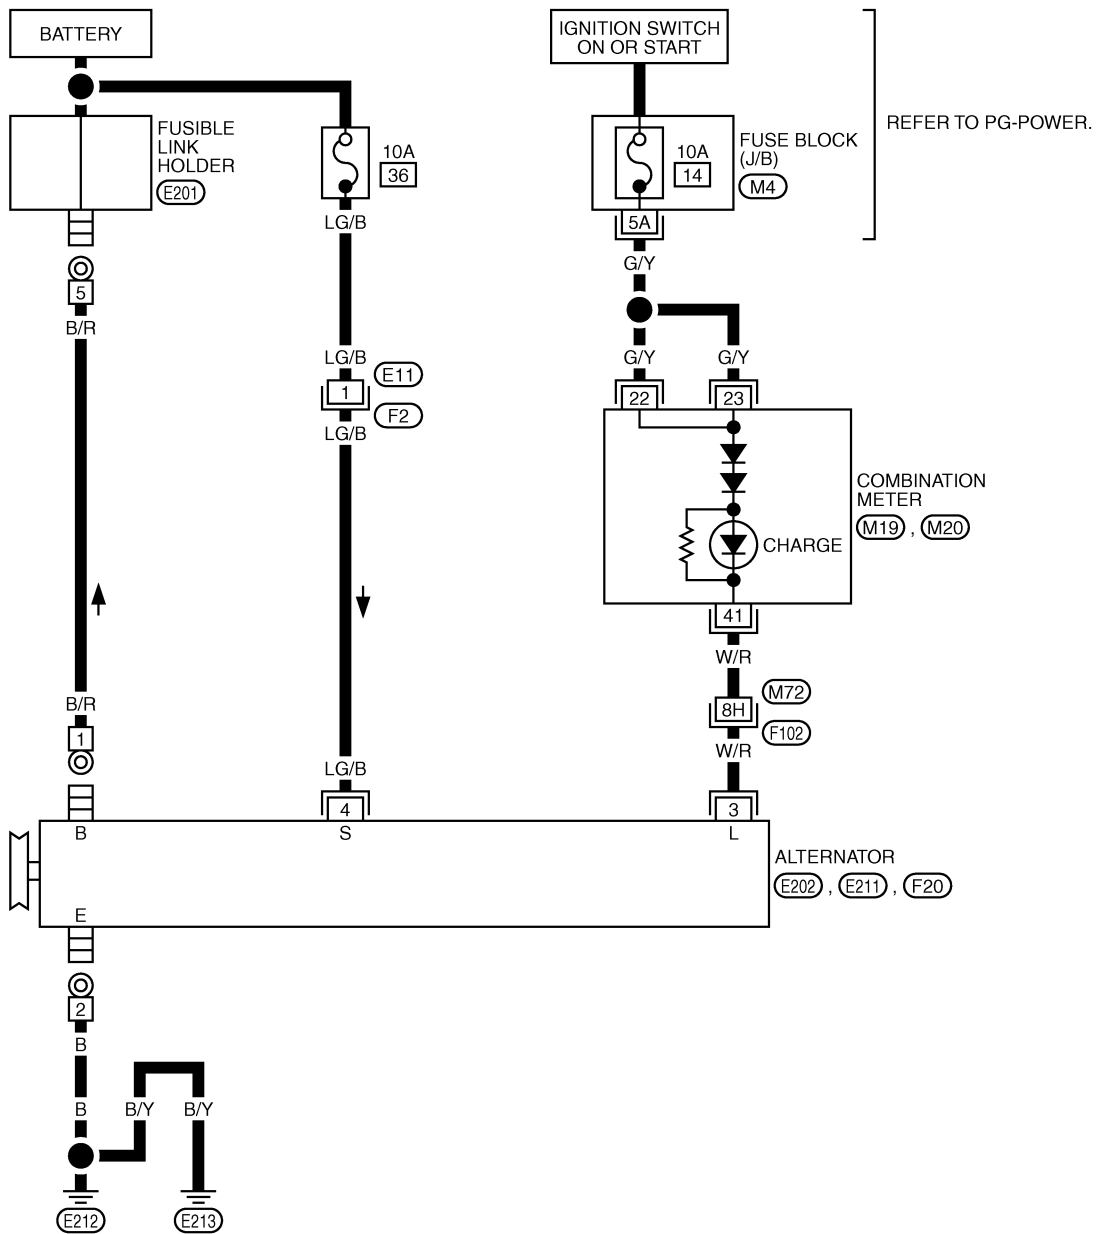 BATTERY
IGNITION SWITCH
ON OR START
REFER TO PG-POWER.
FUSIBLE
LINK
HOLDER
E201
10A
36
10A
14
FUSE BLOCK
(J/B)
M4
LG/B
5A
G/Y
5
B/R
LG/B
E11
1
F2
LG/B
G/Y
G/Y
22
23
COMBINATION
METER
M19 , M20
CHARGE
41
W/R
B/R
1
M72
8H
F102
W/R
LG/B
4
3
B
S
L
ALTERNATOR
E202 , E211 , F20
E
2
B
B
B/Y
B/Y
E212
E213